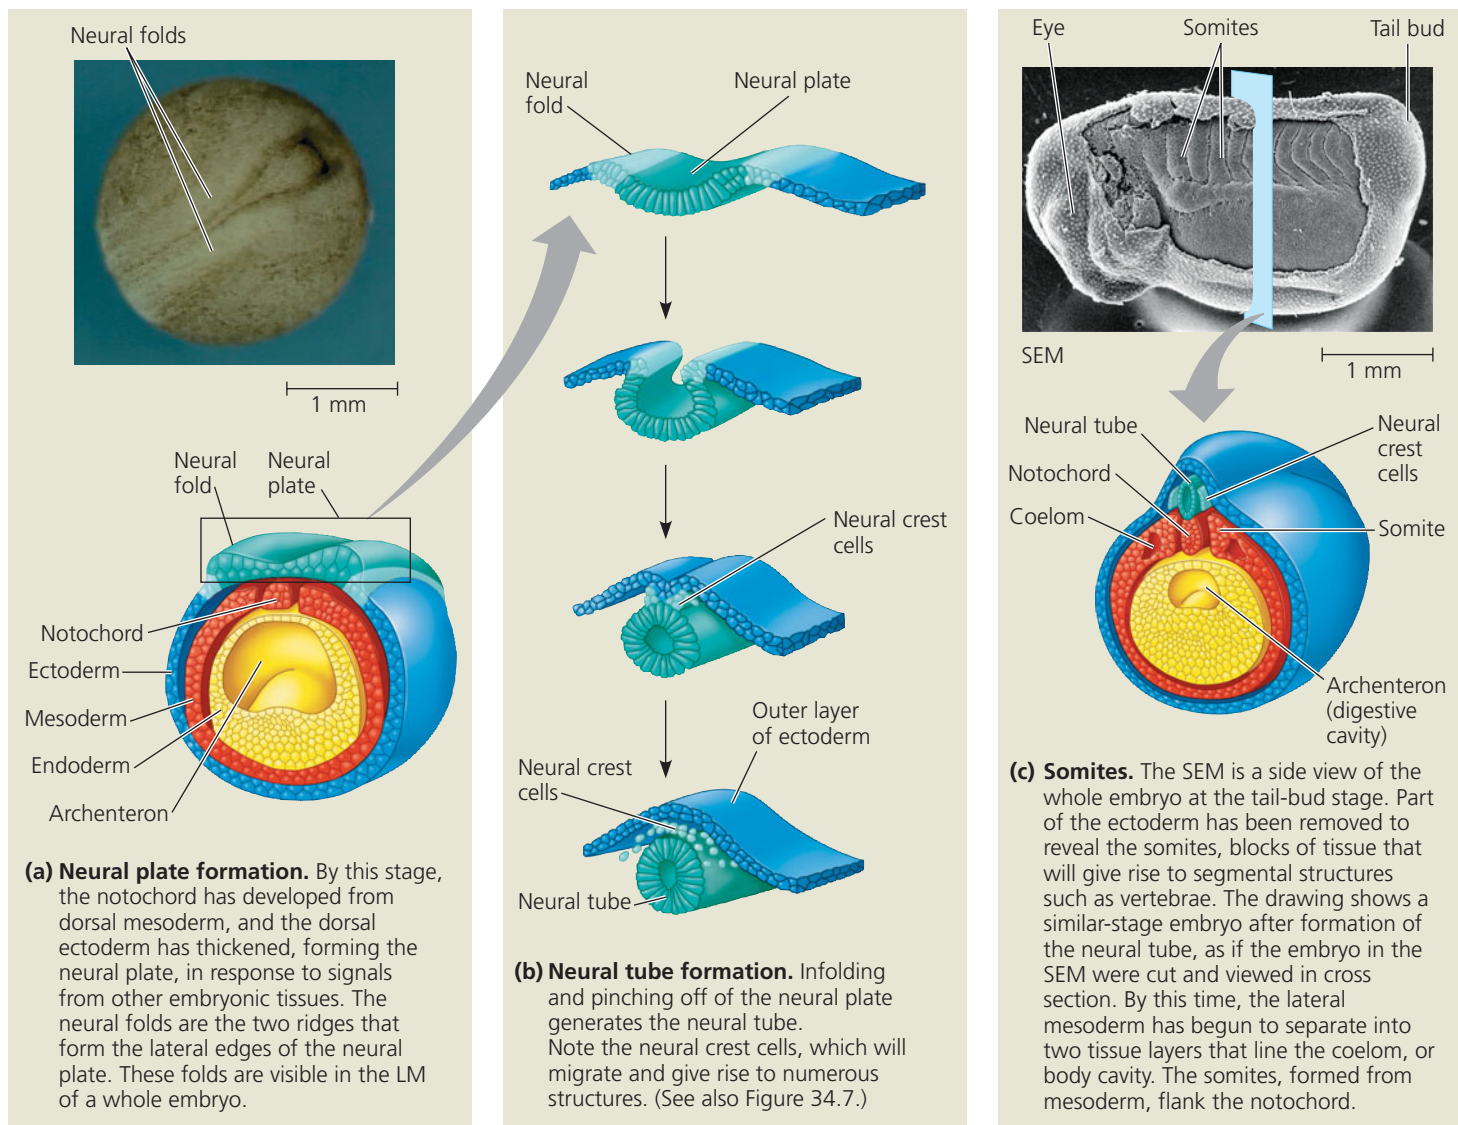 Neural folds
1 mm
Neural
fold
Neural
plate
Notochord
Ectoderm
Mesoderm
Endoderm
Archenteron
(a) Neural plate formation. By this stage,
the notochord has developed from
dorsal mesoderm, and the dorsal
ectoderm has thickened, forming the
neural plate, in response to signals
from other embryonic tissues. The
neural folds are the two ridges that
form the lateral edges of the neural
plate. These folds are visible in the LM
of a whole embryo.
Neural
fold
Neural plate
Neural crest
cells
Outer layer
of ectoderm
Neural crest
cells
Neural tube
(b) Neural tube formation. Infolding
and pinching off of the neural plate
generates the neural tube.
Note the neural crest cells, which will
migrate and give rise to numerous
structures. (See also Figure 34.7.)
Eye
Somites
Tail bud
SEM
1 mm
Neural tube
Neural
crest
cells
Notochord
Coelom
Somite
Archenteron
(digestive
cavity)
(c) Somites. The SEM is a side view of the
whole embryo at the tail-bud stage. Part
of the ectoderm has been removed to
reveal the somites, blocks of tissue that
will give rise to segmental structures
such as vertebrae. The drawing shows a
similar-stage embryo after formation of
the neural tube, as if the embryo in the
SEM were cut and viewed in cross
section. By this time, the lateral
mesoderm has begun to separate into
two tissue layers that line the coelom, or
body cavity. The somites, formed from
mesoderm, flank the notochord.